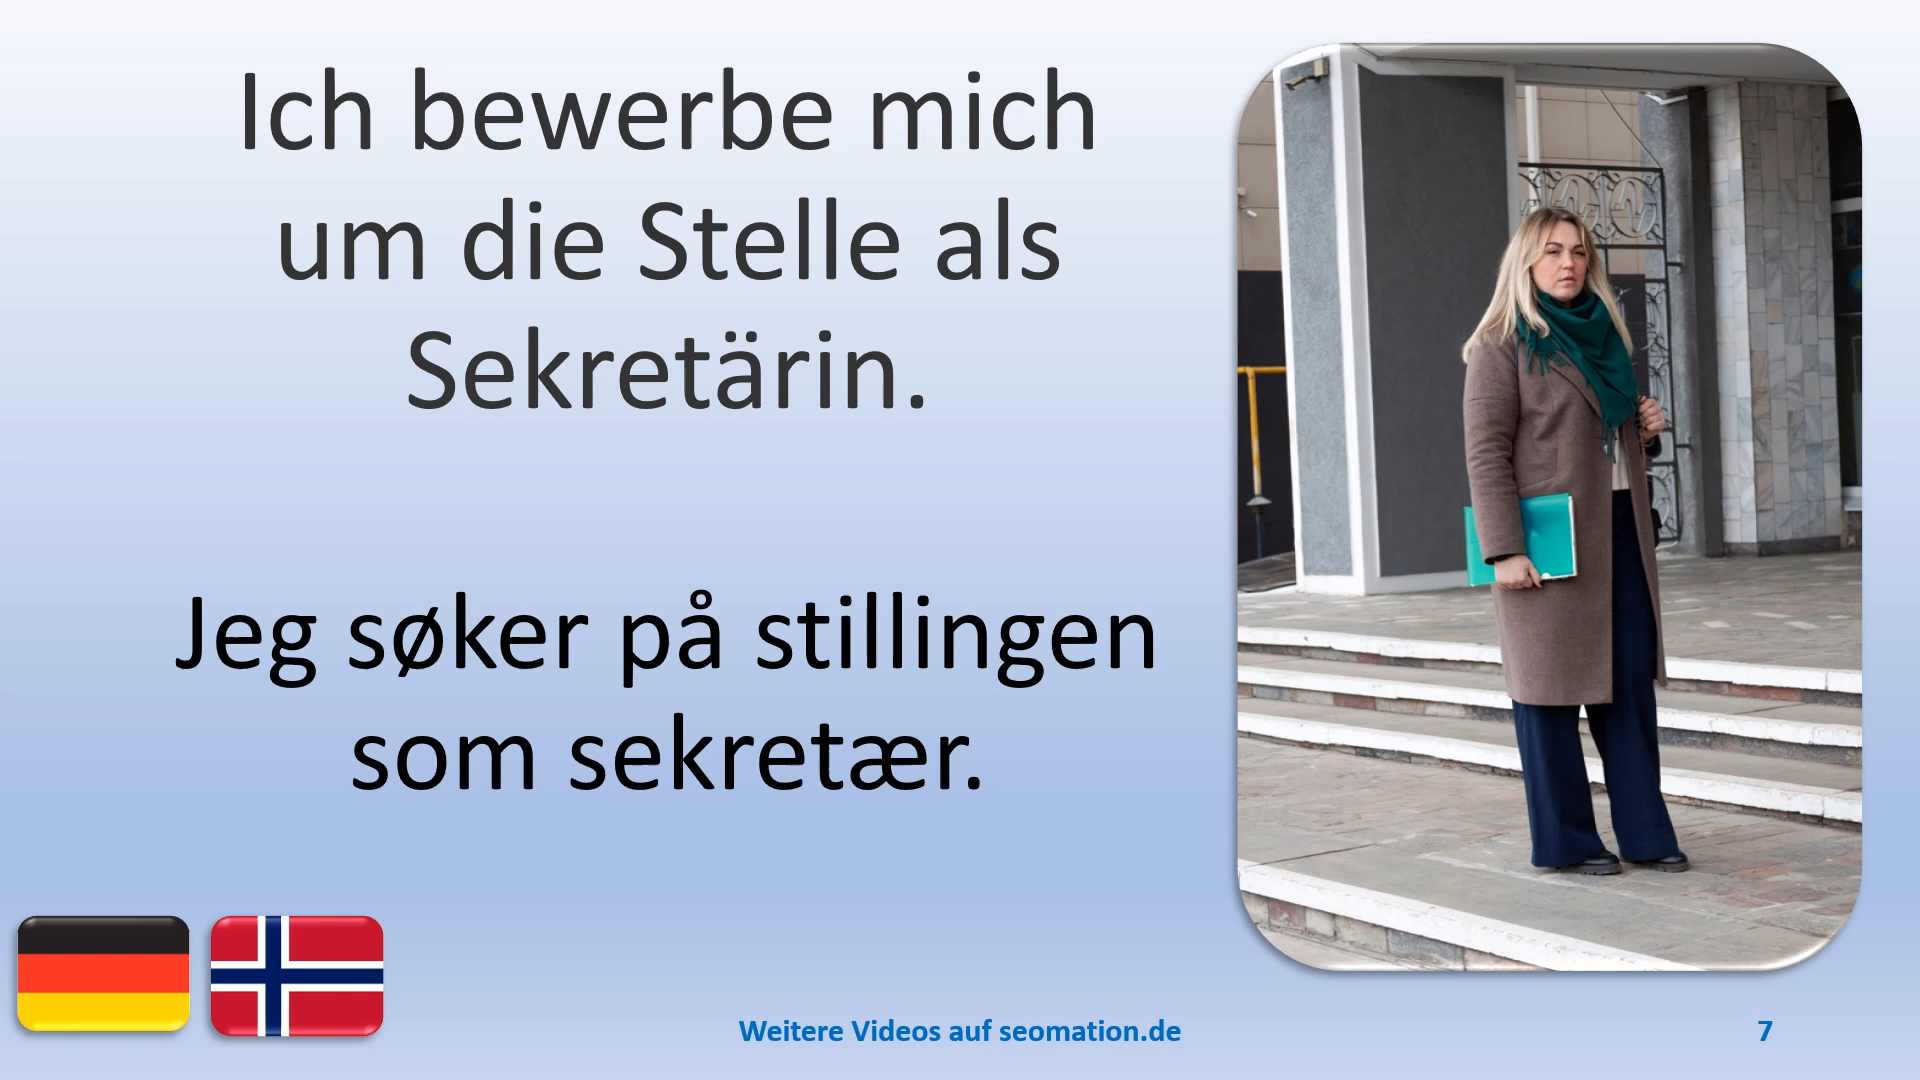 Ich bewerbe mich
um die Stelle als
Sekretärin.
Jeg søker på stillingen
som sekretær.
Weitere Videos auf seomation.de
7